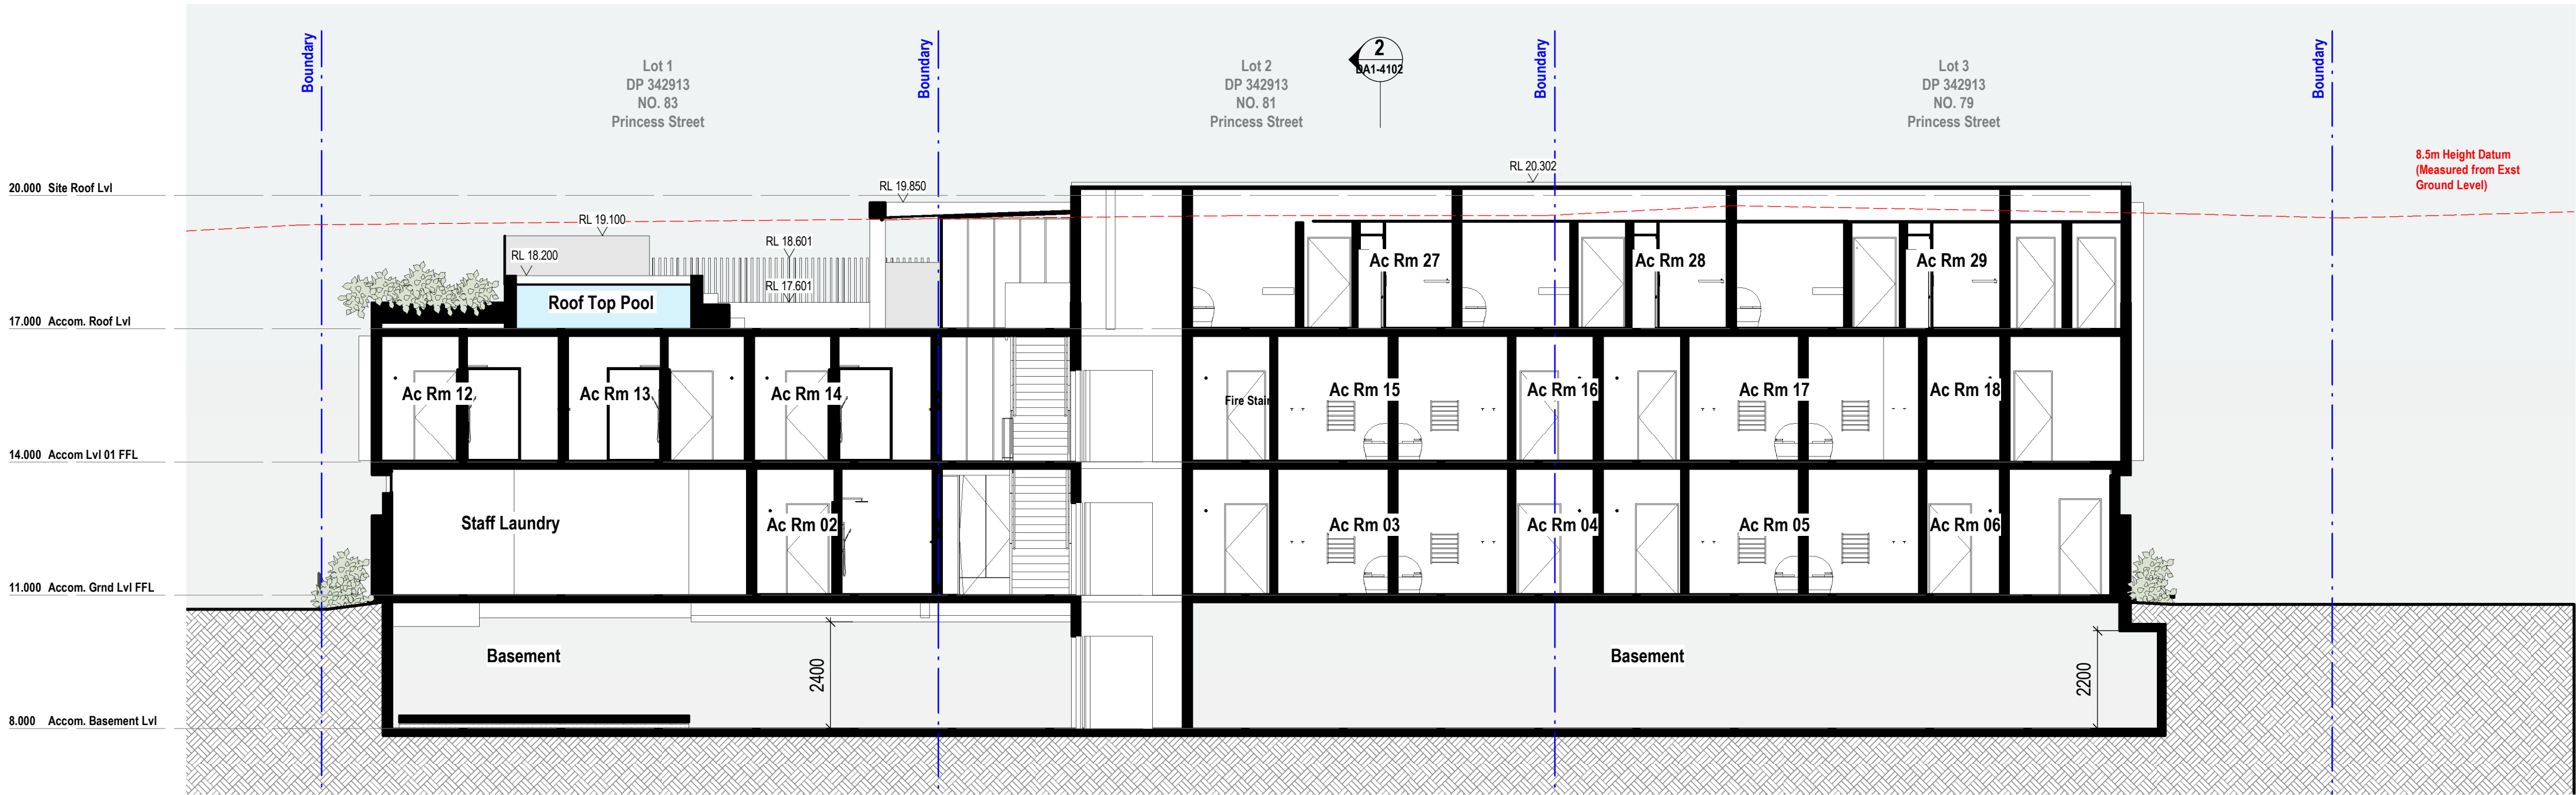 Boundary
Boundary
Boundary
Boundary
Lot 1
DP 342913
NO. 83
Princess Street
Lot 2
DP 342913
NO. 81
Princess Street
2
DA1-4102
Lot 3
DP 342913
NO. 79
Princess Street
8.5m Height Datum
(Measured from Exst
Ground Level)
20.000 Site Roof Lvl
RL 19.850
RL 20.302
RL 19.100
RL 18.601
RL 18.200
RL 17.601
Roof Top Pool
Ac Rm 27
Ac Rm 28
Ac Rm 29
17.000 Accom. Roof Lvl
Ac Rm 12
Ac Rm 13
Ac Rm 14
Fire Stair
Ac Rm 15
Ac Rm 16
Ac Rm 17
Ac Rm 18
14.000 Accom Lvl 01 FFL
Staff Laundry
Ac Rm 02
Ac Rm 03
Ac Rm 04
Ac Rm 05
Ac Rm 06
11.000 Accom. Grnd Lvl FFL
Basement
2400
Basement
2200
8.000 Accom. Basement Lvl